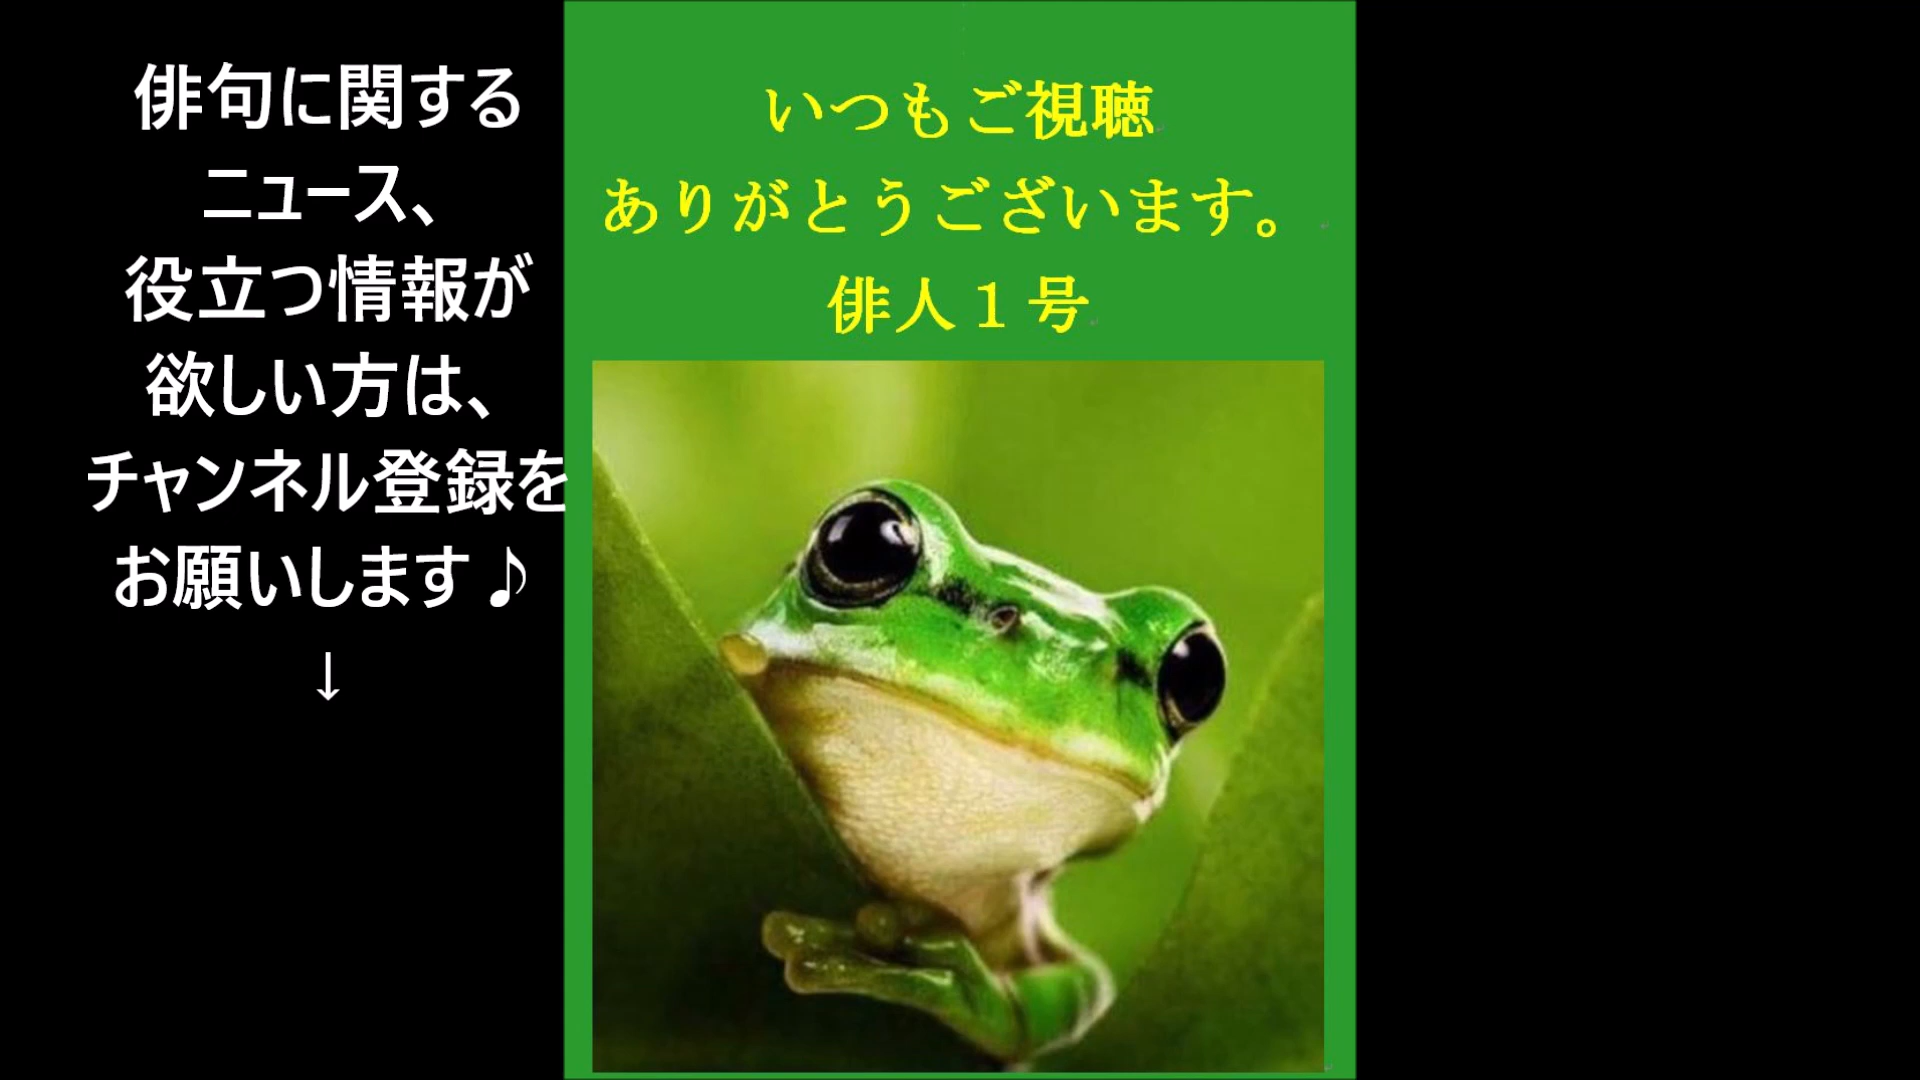 俳句に関する
ニュース、
役立つ情報が
欲しい方は、
チャンネル登録を
お願いします♪
↓
いつもご視聴
ありがとうございます。
俳人１号